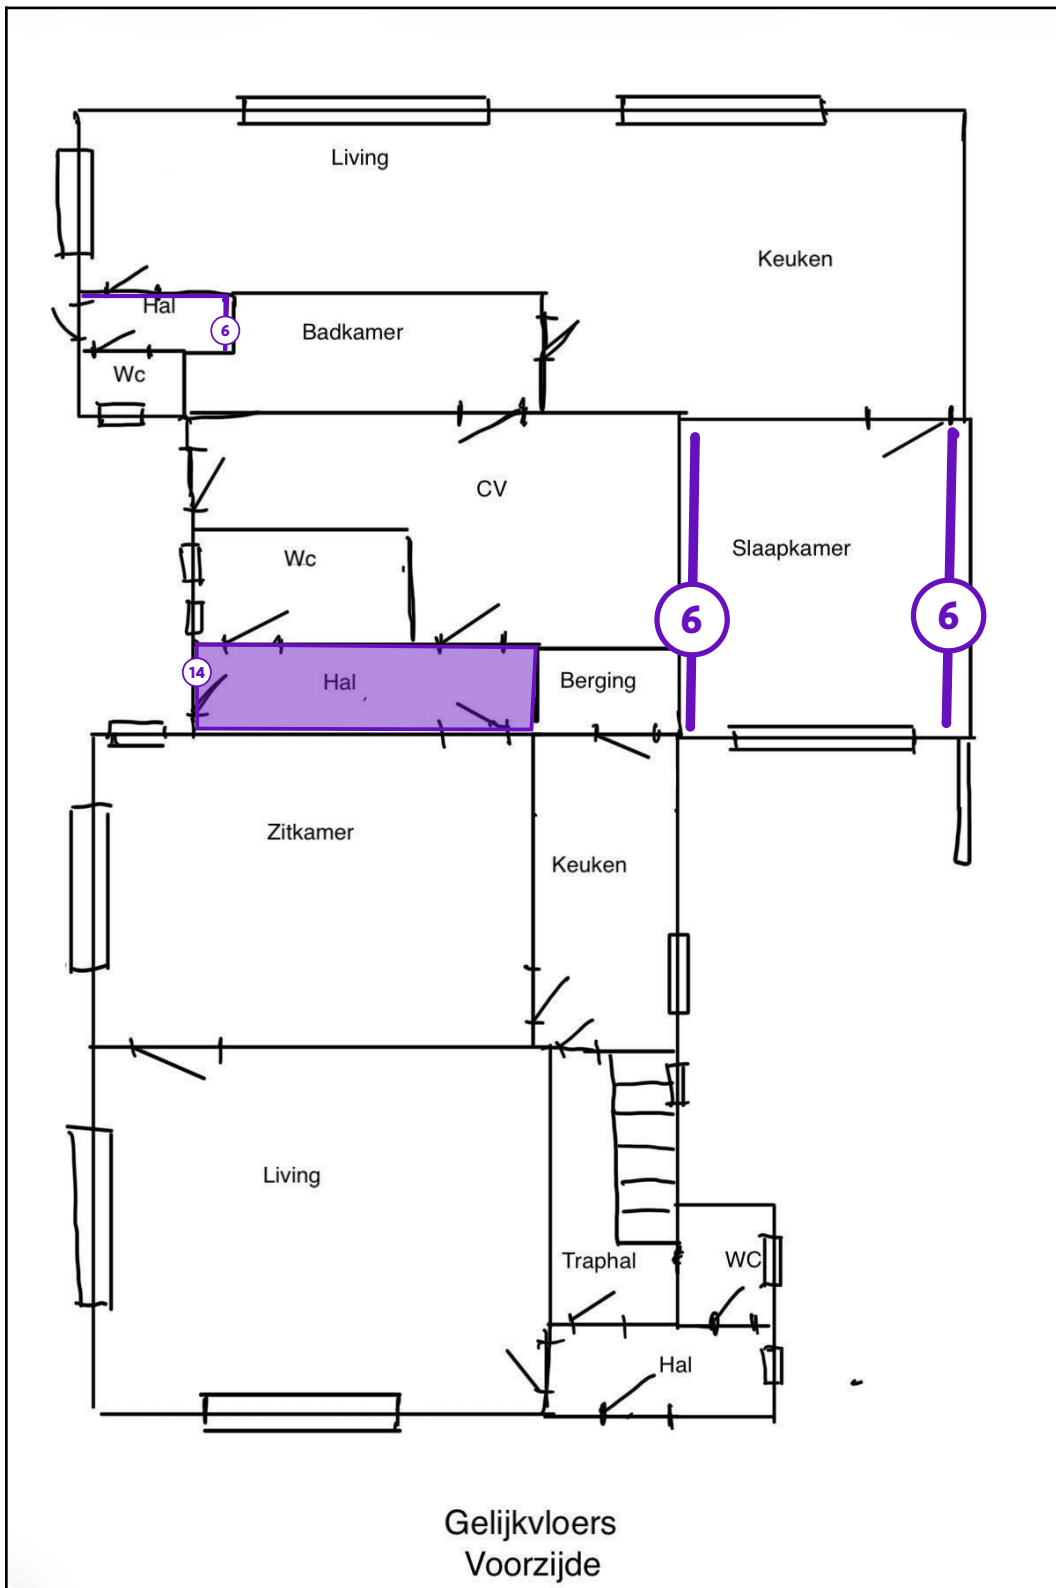 Living
Keuken
Hal
6
Badkamer
Wc
CV
Slaapkamer
Wc
6
6
14
Hal
Berging
Zitkamer
Keuken
Living
Traphal
WC
Hal
Gelijkvloers
Voorzijde